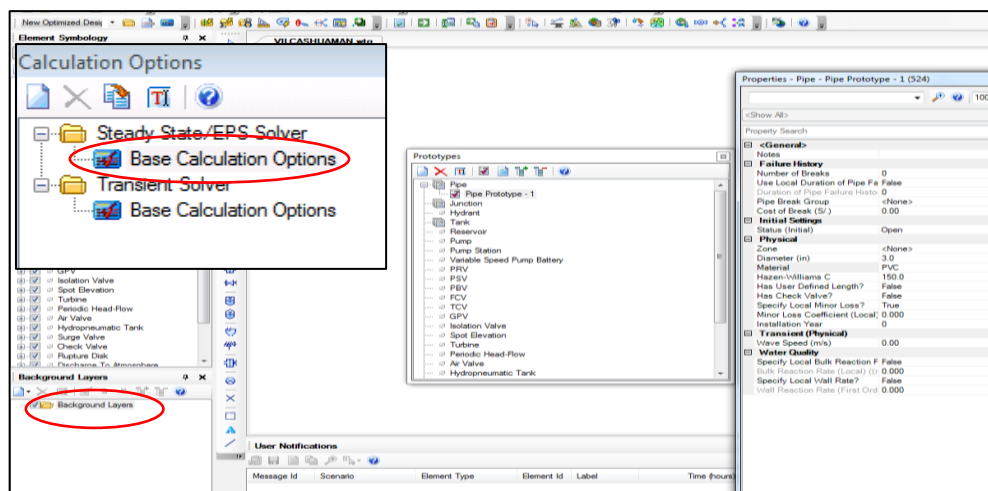 New Optimized Desi
Element Symbology
VILCASHUAMAN.wtg
Calculation Options
Steady State/EPS Solver
Base Calculation Options
Transient Solver
Base Calculation Options
GPV
Isolation Valve
Spot Elevation
Turbine
Periodic Head-Flow
Air Valve
Hydropneumatic Tank
Surge Valve
Check Valve
Rupture Disk
Discharge To Atmosphere
Background Layers
Background Layers
Prototypes
Pipe
Pipe Prototype - 1
Junction
Hydrant
Tank
Reservoir
Pump
Pump Station
Variable Speed Pump Battery
PRV
PSV
PBV
FCV
TCV
GPV
Isolation Valve
Spot Elevation
Turbine
Periodic Head-Flow
Air Valve
Hydropneumatic Tank
User Notifications
Message Id Scenario Element Type Element Id Label Time (hours)
Properties - Pipe - Pipe Prototype - 1 (524)
100
<Show All>
Property Search
<General>
Notes
Failure History
Number of Breaks 0
Use Local Duration of Pipe Fa False
Duration of Pipe Failure Histo 0
Pipe Break Group <None>
Cost of Break (S/.) 0.00
Initial Settings
Status (Initial) Open
Physical
Zone <None>
Diameter (in) 3.0
Material PVC
Hazen-Williams C 150.0
Has User Defined Length? False
Has Check Valve? False
Specify Local Minor Loss? True
Minor Loss Coefficient (Local) 0.000
Installation Year 0
Transient (Physical)
Wave Speed (m/s) 0.00
Water Quality
Specify Local Bulk Reaction F False
Bulk Reaction Rate (Local) (( 0.000
Specify Local Wall Rate? False
Wall Reaction Rate (First Ord 0.000